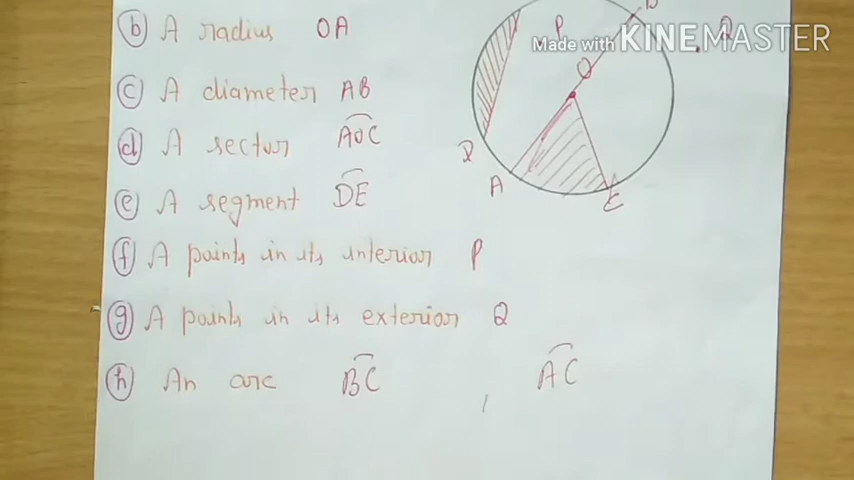 (b) A radius OA
(c) A diameter AB
(d) A sector AOC
(e) A segment DE
(f) A points in its interior P
(g) A points in its exterior Q
(h) An arc BC , AC
P
Q
Made with KINEMASTER
O
D
A
C